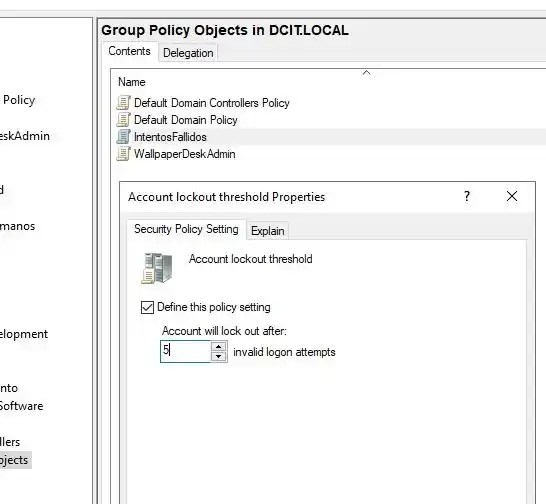 Group Policy Objects in DCIT.LOCAL
Contents
Delegation
Name
Policy
Default Domain Controllers Policy
Default Domain Policy
eskAdmin
IntentosFallidos
WallpaperDeskAdmin
d
Account lockout threshold Properties
?
manos
Security Policy Setting
Explain
Account lockout threshold
Define this policy setting
elopment
Account will lock out after:
5
invalid logon attempts
nto
Software
llers
bjects